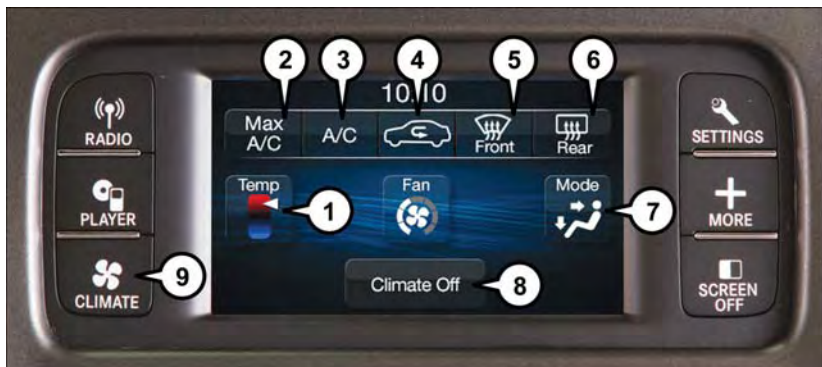 2
3
4
5
6
10:10
RADIO
Max
A/C
A/C
Front
Rear
SETTINGS
PLAYER
Temp
1
Fan
Mode
7
MORE
CLIMATE
9
Climate Off
8
SCREEN
OFF